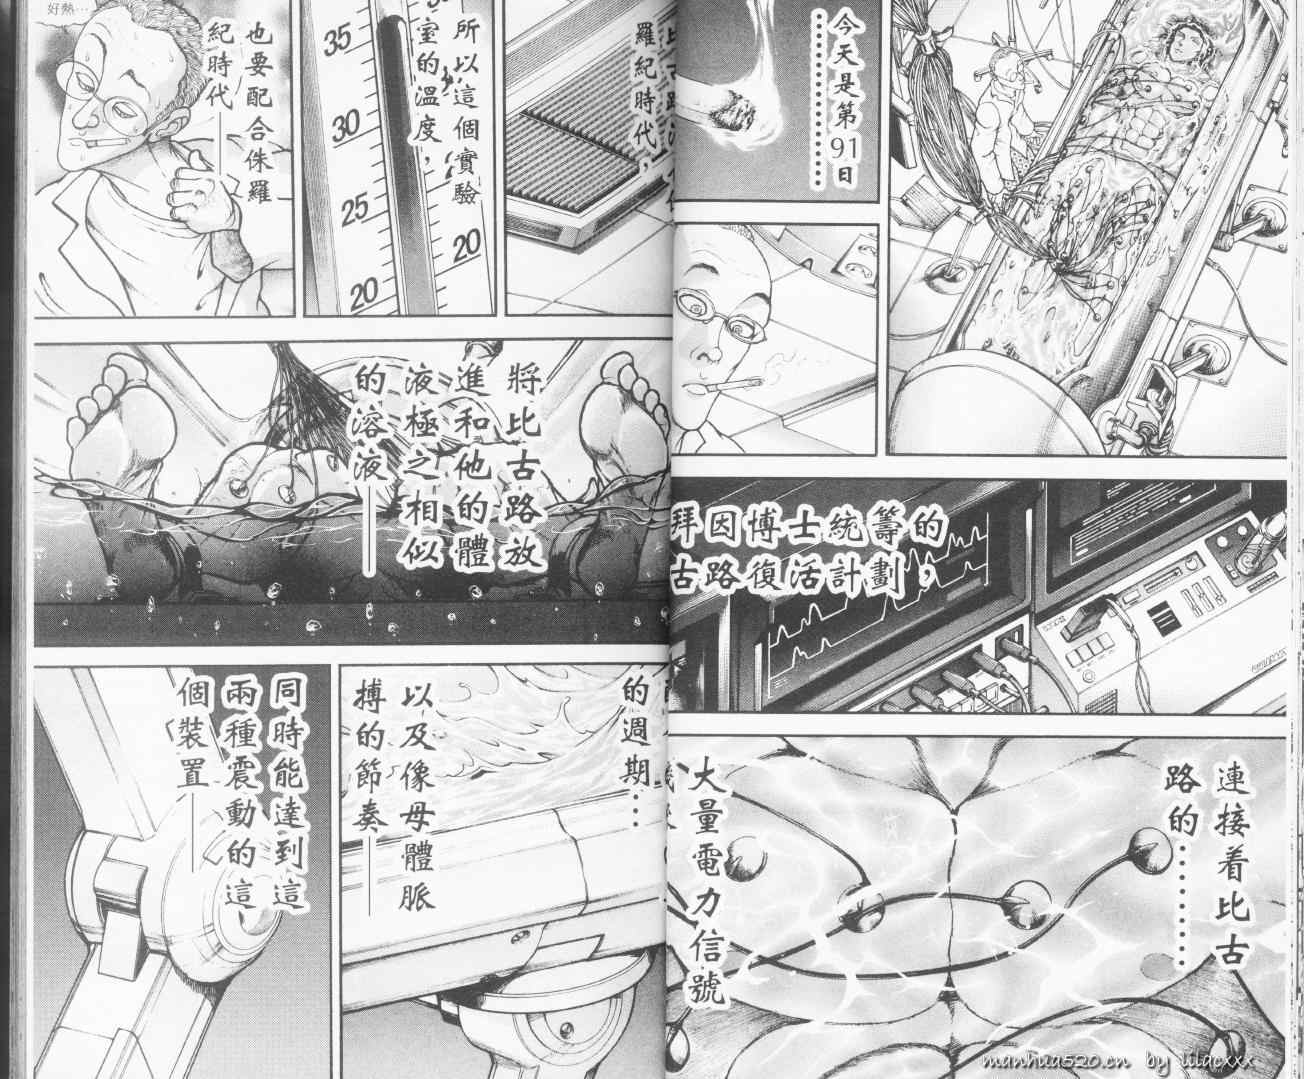 今天是第91日
…………
拜因博士統籌的
古路復活計劃，
連接着比古
路的…………
大量電力信號
羅紀時代，
所以這個實驗
室的溫度，
35
30
25
20
20
也要配合侏羅
紀時代——
好熱…
將比古路放
進和他的體
液極之相似
的溶液——
的週期…
以及像母體脈
搏的節奏——
同時能達到這
兩種震動的這
個裝置——
manhua520.cn by lilacxxx